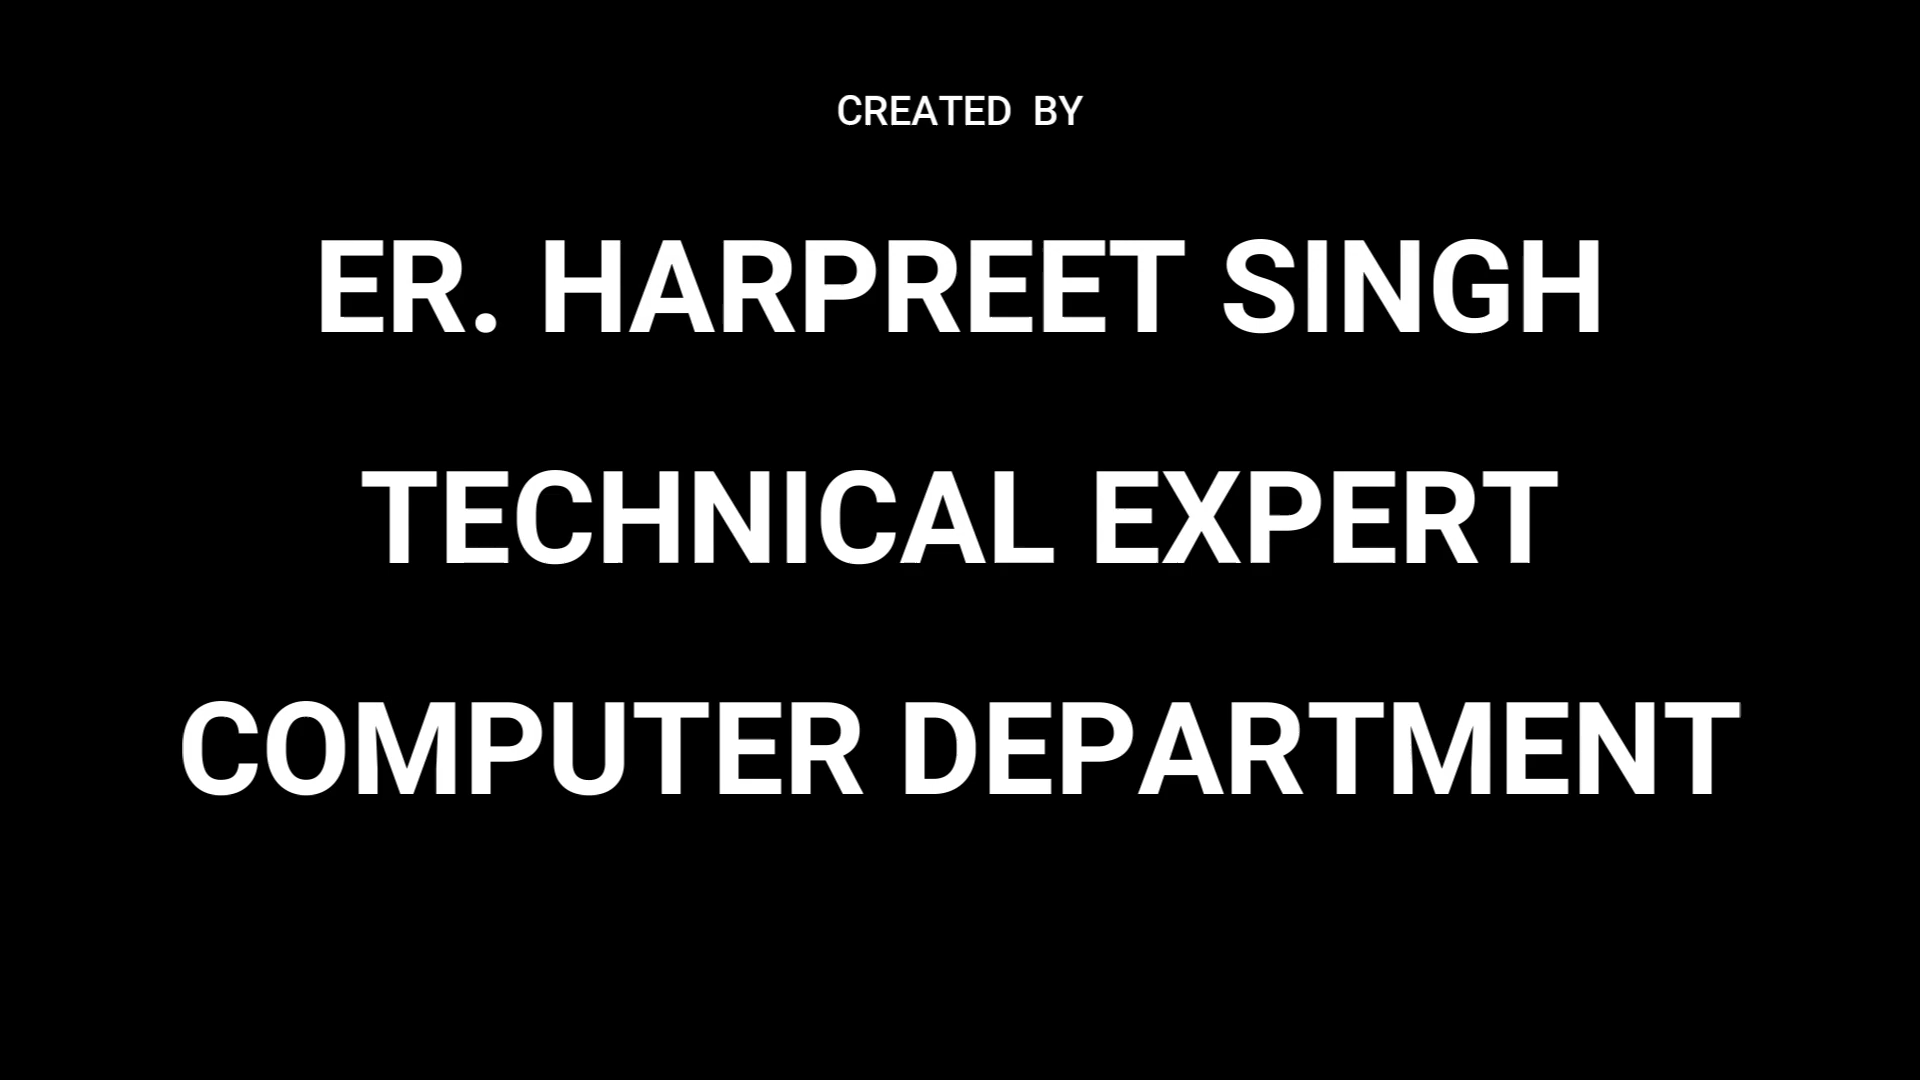 CREATED BY
ER. HARPREET SINGH
TECHNICAL EXPERT
COMPUTER DEPARTMENT